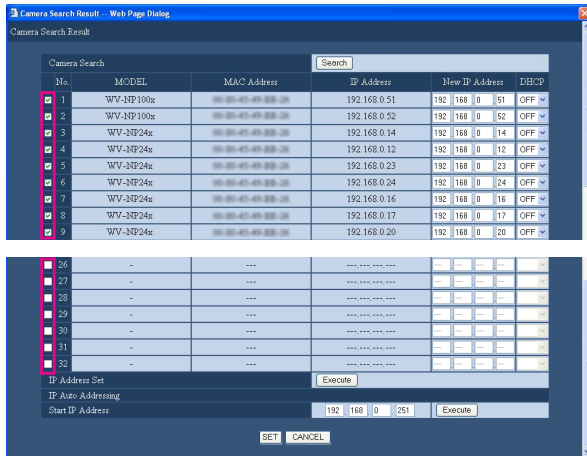 Camera Search Result -- Web Page Dialog
Camera Search Result
Camera Search Search
No. MODEL MAC Address IP Address New IP Address DHCP
1 WV-NP100x 192.168.0.51 192 168 0 51 OFF
2 WV-NP100x 192.168.0.52 192 168 0 52 OFF
3 WV-NP24x 192.168.0.14 192 168 0 14 OFF
4 WV-NP24x 192.168.0.12 192 168 0 12 OFF
5 WV-NP24x 192.168.0.23 192 168 0 23 OFF
6 WV-NP24x 192.168.0.24 192 168 0 24 OFF
7 WV-NP24x 192.168.0.16 192 168 0 16 OFF
8 WV-NP24x 192.168.0.17 192 168 0 17 OFF
9 WV-NP24x 192.168.0.20 192 168 0 20 OFF
26 - --- ---.---.---.--- --- --- --- ---
27 - --- ---.---.---.--- --- --- --- ---
28 - --- ---.---.---.--- --- --- --- ---
29 - --- ---.---.---.--- --- --- --- ---
30 - --- ---.---.---.--- --- --- --- ---
31 - --- ---.---.---.--- --- --- --- ---
32 - --- ---.---.---.--- --- --- --- ---
IP Address Set Execute
IP Auto Addressing
Start IP Address 192 168 0 251 Execute
SET CANCEL